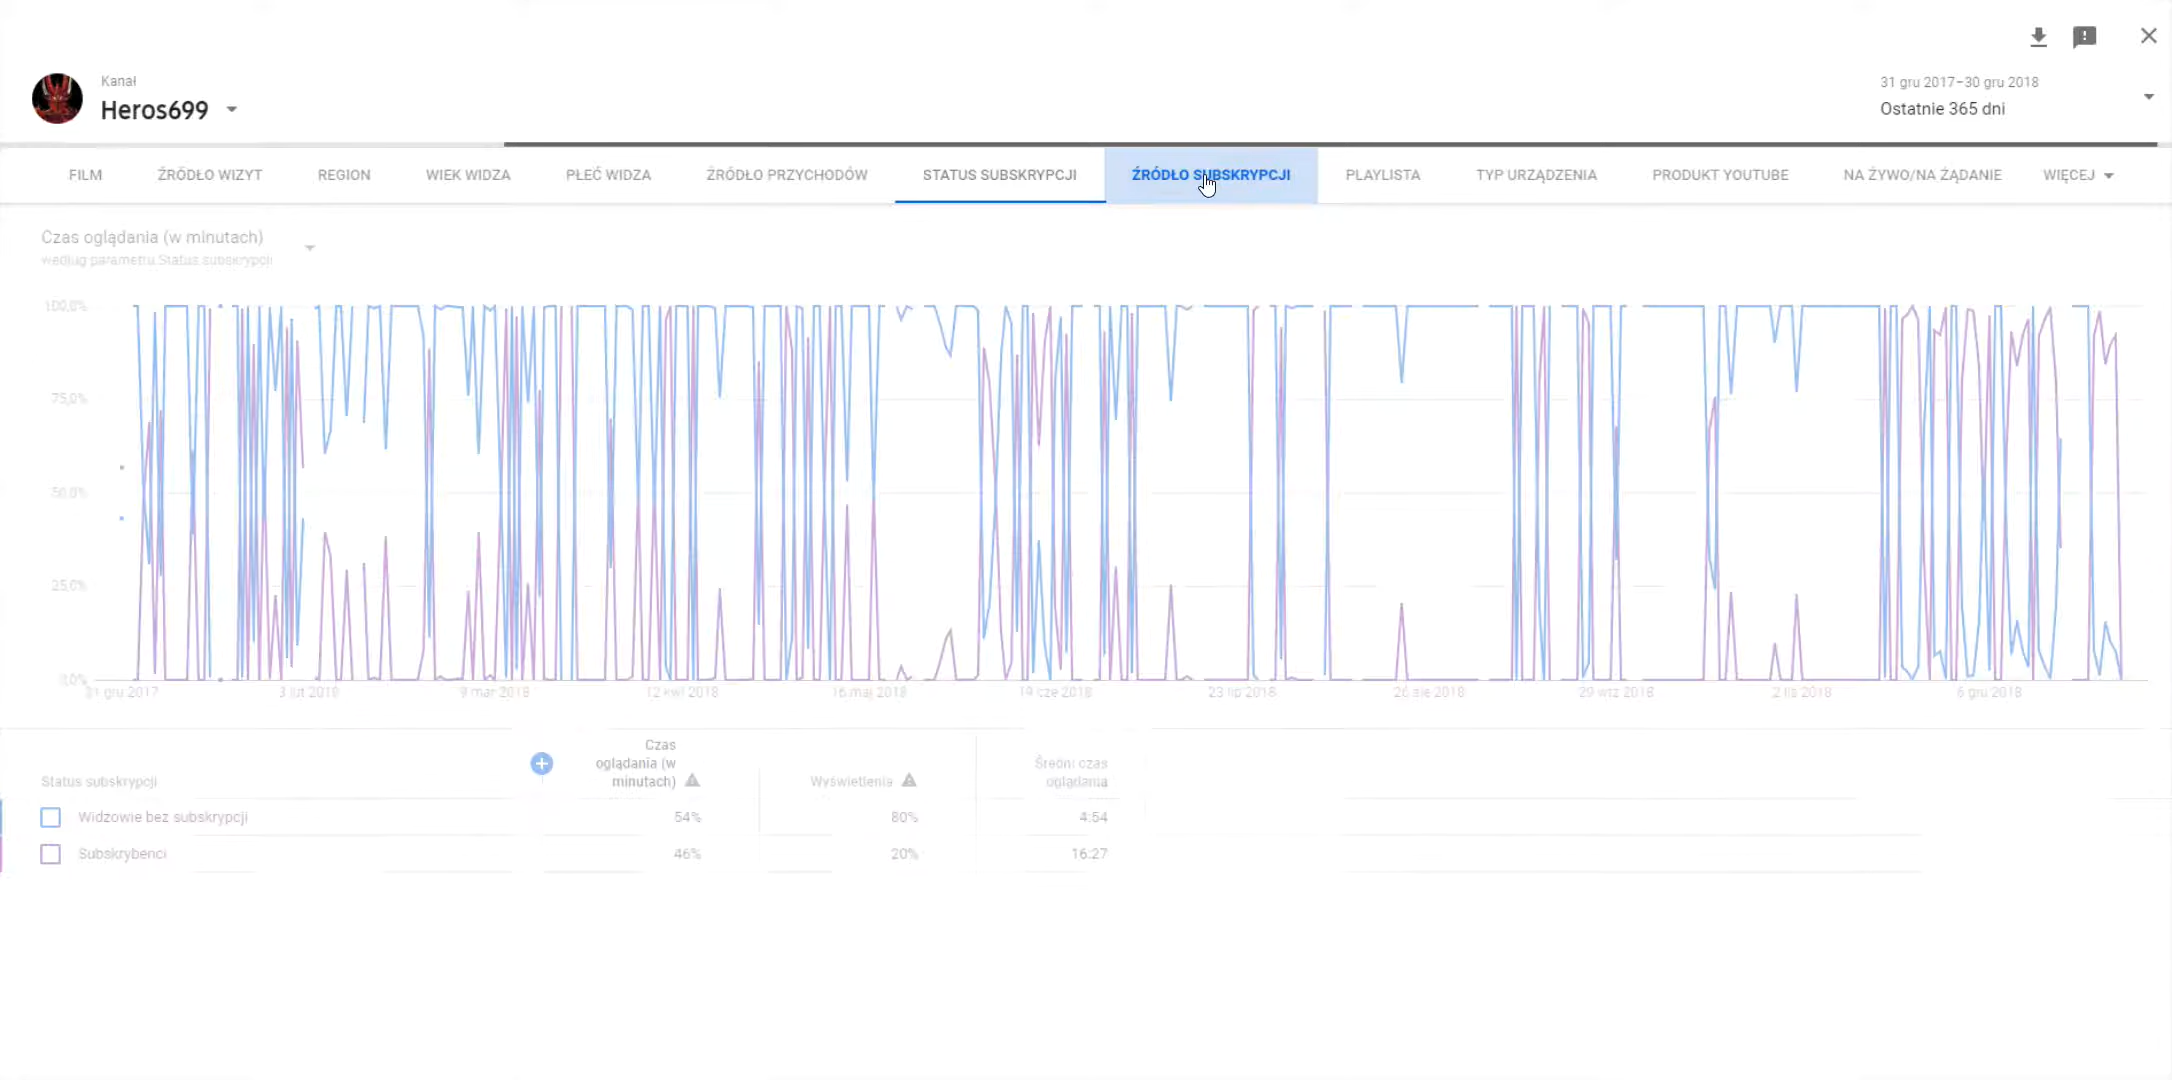 Kanał
Heros699
31 gru 2017–30 gru 2018
Ostatnie 365 dni
FILM ŹRÓDŁO WIZYT REGION WIEK WIDZA PŁEĆ WIDZA ŹRÓDŁO PRZYCHODÓW STATUS SUBSKRYPCJI ŹRÓDŁO SUBSKRYPCJI PLAYLISTA TYP URZĄDZENIA PRODUKT YOUTUBE NA ŻYWO/NA ŻĄDANIE WIĘCEJ
Czas oglądania (w minutach)
według parametru Status subskrypcji
100,0%
75,0%
50,0%
25,0%
0,0%
31 gru 2017 3 lut 2018 9 mar 2018 12 kwi 2018 16 maj 2018 19 cze 2018 23 lip 2018 26 sie 2018 29 wrz 2018 2 lis 2018 6 gru 2018
Status subskrypcji
Czas
oglądania (w
minutach)
Wyświetlenia
Średni czas
oglądania
Widzowie bez subskrypcji 54% 80% 4:54
Subskrybenci 46% 20% 16:27